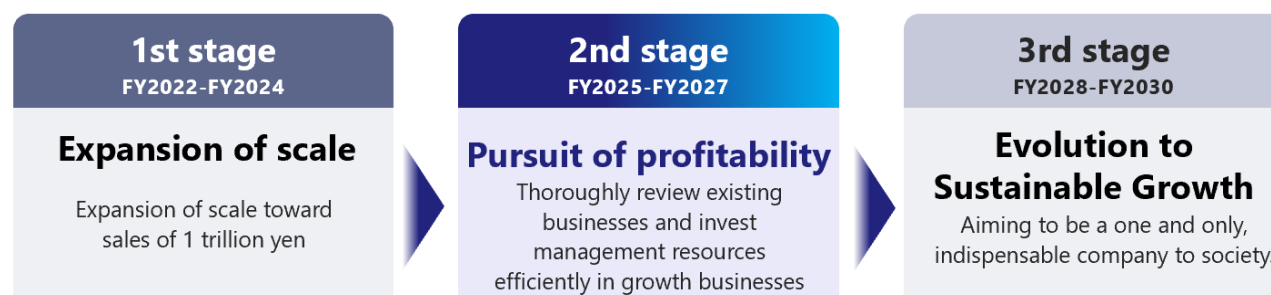 1st stage
FY2022-FY2024
Expansion of scale
Expansion of scale toward
sales of 1 trillion yen
2nd stage
FY2025-FY2027
Pursuit of profitability
Thoroughly review existing
businesses and invest
management resources
efficiently in growth businesses
3rd stage
FY2028-FY2030
Evolution to
Sustainable Growth
Aiming to be a one and only,
indispensable company to society.